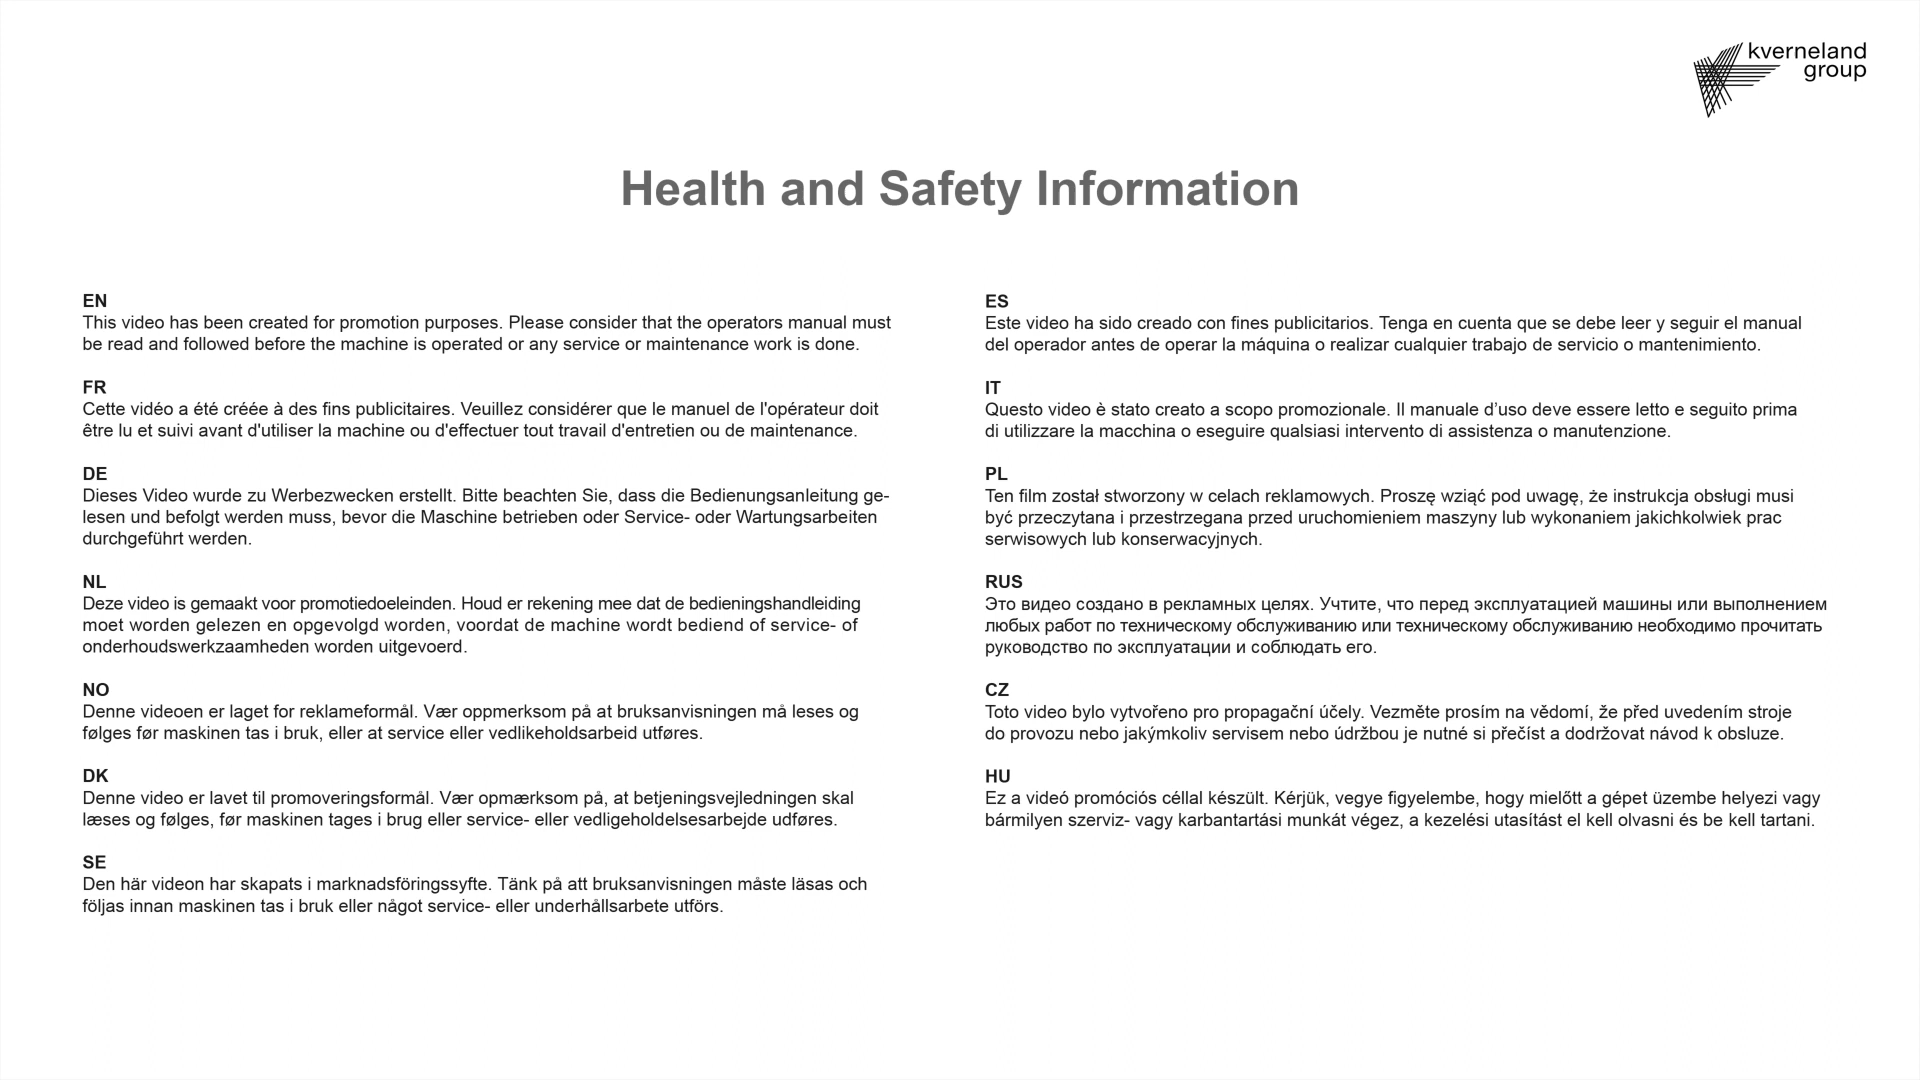 kverneland
group
Health and Safety Information
EN
This video has been created for promotion purposes. Please consider that the operators manual must
be read and followed before the machine is operated or any service or maintenance work is done.
FR
Cette vidéo a été créée à des fins publicitaires. Veuillez considérer que le manuel de l'opérateur doit
être lu et suivi avant d'utiliser la machine ou d'effectuer tout travail d'entretien ou de maintenance.
DE
Dieses Video wurde zu Werbezwecken erstellt. Bitte beachten Sie, dass die Bedienungsanleitung ge-
lesen und befolgt werden muss, bevor die Maschine betrieben oder Service- oder Wartungsarbeiten
durchgeführt werden.
NL
Deze video is gemaakt voor promotiedoeleinden. Houd er rekening mee dat de bedieningshandleiding
moet worden gelezen en opgevolgd worden, voordat de machine wordt bediend of service- of
onderhoudswerkzaamheden worden uitgevoerd.
NO
Denne videoen er laget for reklameformål. Vær oppmerksom på at bruksanvisningen må leses og
følges før maskinen tas i bruk, eller at service eller vedlikeholdsarbeid utføres.
DK
Denne video er lavet til promoveringsformål. Vær opmærksom på, at betjeningsvejledningen skal
læses og følges, før maskinen tages i brug eller service- eller vedligeholdelsesarbejde udføres.
SE
Den här videon har skapats i marknadsföringssyfte. Tänk på att bruksanvisningen måste läsas och
följas innan maskinen tas i bruk eller något service- eller underhållsarbete utförs.
ES
Este video ha sido creado con fines publicitarios. Tenga en cuenta que se debe leer y seguir el manual
del operador antes de operar la máquina o realizar cualquier trabajo de servicio o mantenimiento.
IT
Questo video è stato creato a scopo promozionale. Il manuale d’uso deve essere letto e seguito prima
di utilizzare la macchina o eseguire qualsiasi intervento di assistenza o manutenzione.
PL
Ten film został stworzony w celach reklamowych. Proszę wziąć pod uwagę, że instrukcja obsługi musi
być przeczytana i przestrzegana przed uruchomieniem maszyny lub wykonaniem jakichkolwiek prac
serwisowych lub konserwacyjnych.
RUS
Это видео создано в рекламных целях. Учтите, что перед эксплуатацией машины или выполнением
любых работ по техническому обслуживанию или техническому обслуживанию необходимо прочитать
руководство по эксплуатации и соблюдать его.
CZ
Toto video bylo vytvořeno pro propagační účely. Vezměte prosím na vědomí, že před uvedením stroje
do provozu nebo jakýmkoliv servisem nebo údržbou je nutné si přečíst a dodržovat návod k obsluze.
HU
Ez a videó promóciós céllal készült. Kérjük, vegye figyelembe, hogy mielőtt a gépet üzembe helyezi vagy
bármilyen szerviz- vagy karbantartási munkát végez, a kezelési utasítást el kell olvasni és be kell tartani.